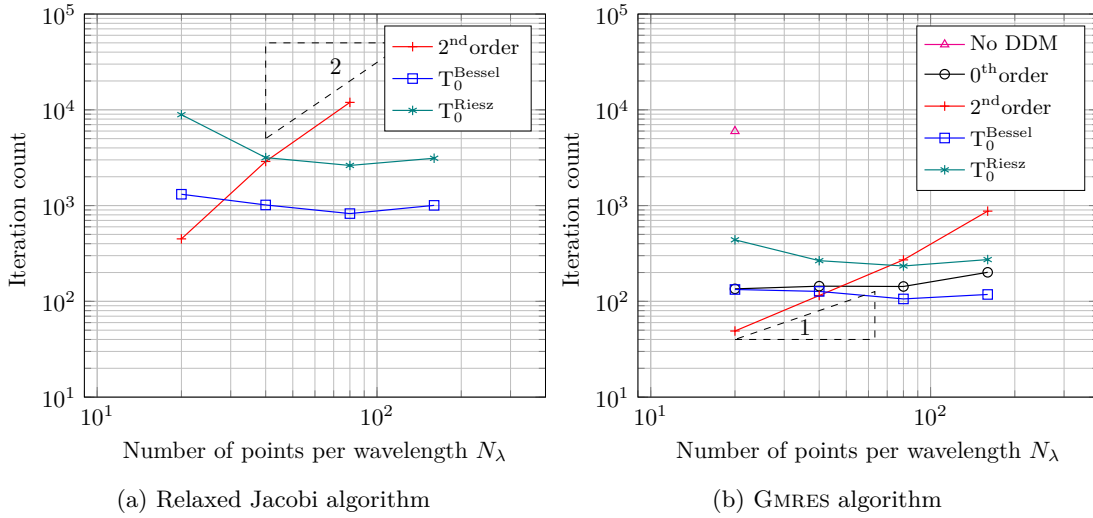 10^5
10^4
10^3
10^2
10^1
Iteration count
10^1
10^2
Number of points per wavelength N_λ
2
2^nd order
T_0^Bessel
T_0^Riesz
(a) Relaxed Jacobi algorithm
10^5
10^4
10^3
10^2
10^1
Iteration count
10^1
10^2
Number of points per wavelength N_λ
1
No DDM
0^th order
2^nd order
T_0^Bessel
T_0^Riesz
(b) GMRES algorithm